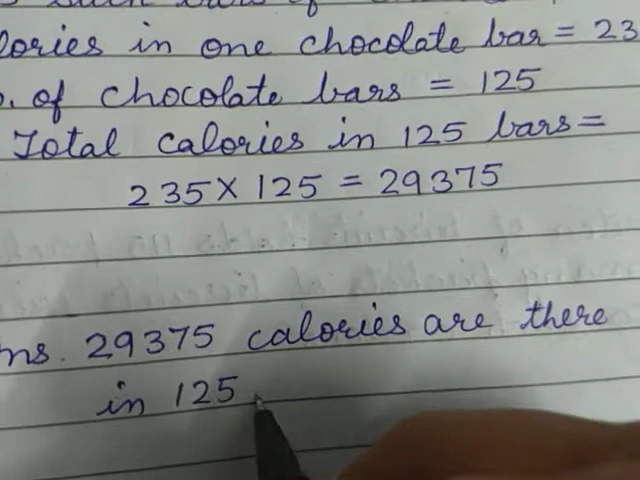 lories in one chocolate bar = 23
of chocolate bars = 125
Total calories in 125 bars =
235 × 125 = 29375
ns. 29375 calories are there
in 125